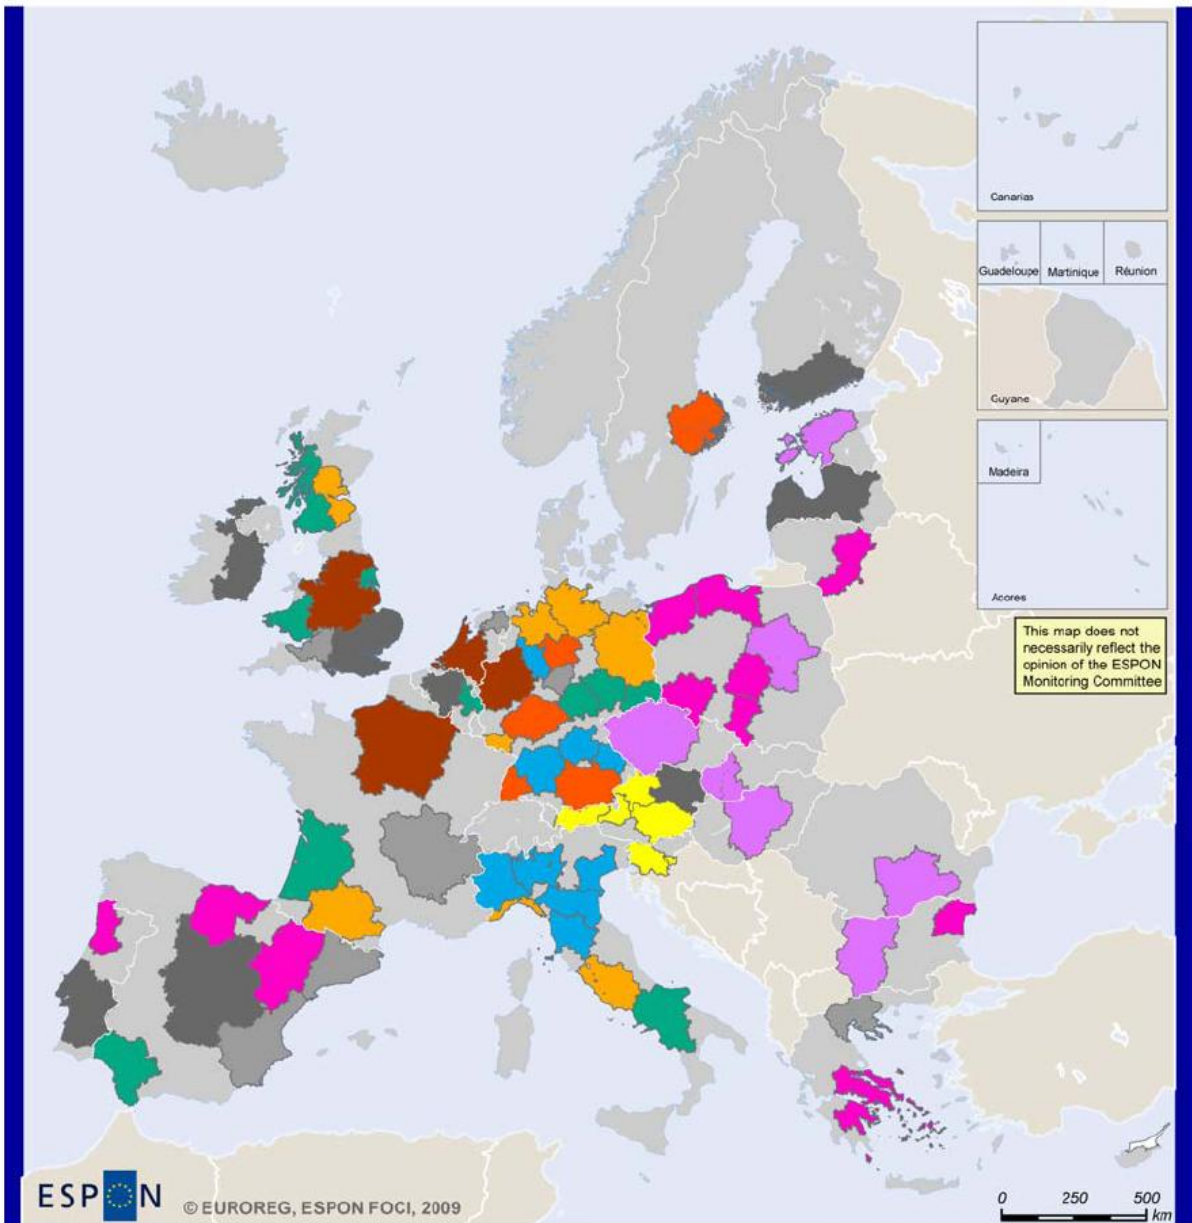 Canarias
Guadeloupe
Martinique
Réunion
Guyane
Madeira
Acores
This map does not
necessarily reflect the
opinion of the ESPON
Monitoring Committee
ESPON
© EUROREG, ESPON FOCI, 2009
0 250 500
km